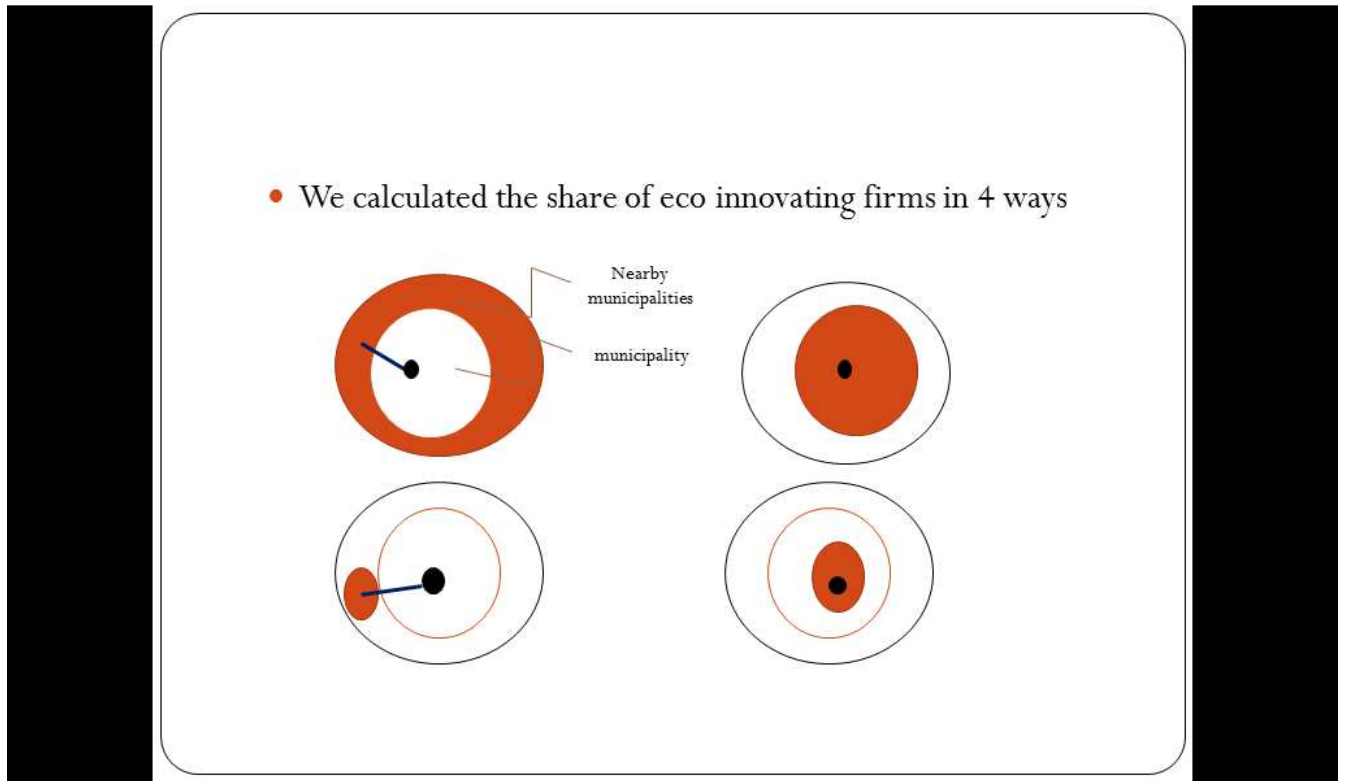 We calculated the share of eco innovating firms in 4 ways
Nearby
municipalities
municipality